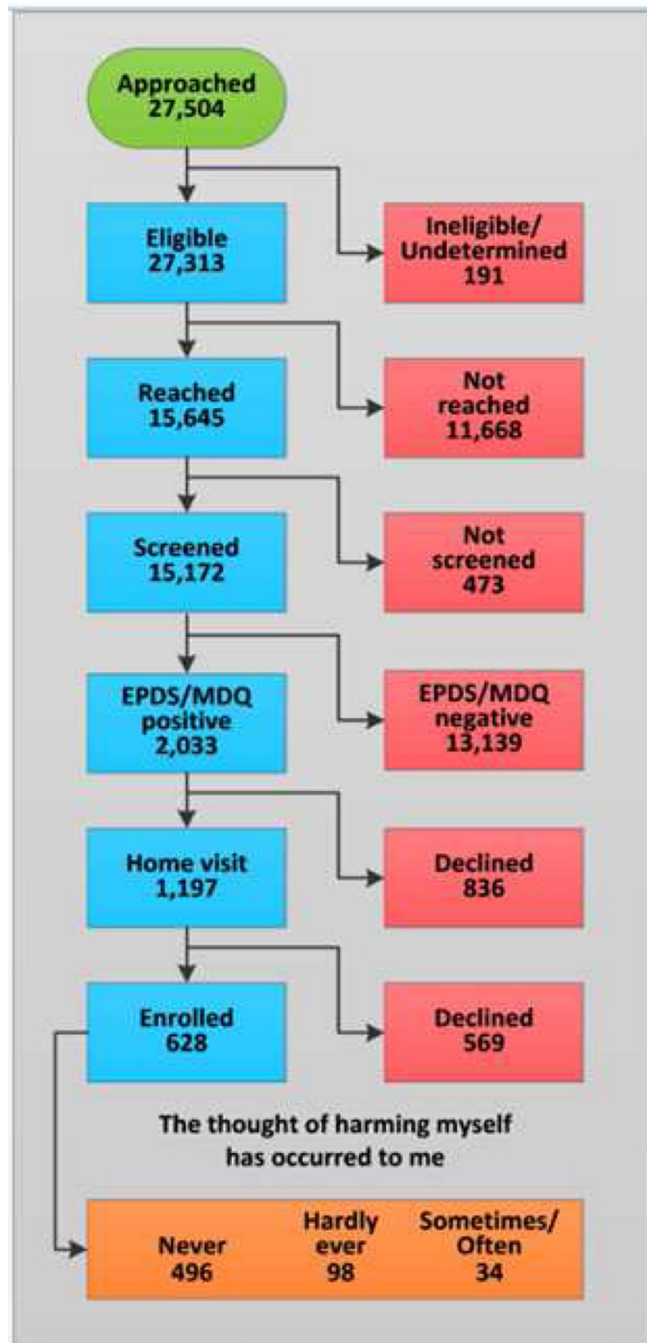 Approached
27,504
Eligible
27,313
Ineligible/
Undetermined
191
Reached
15,645
Not
reached
11,668
Screened
15,172
Not
screened
473
EPDS/MDQ
positive
2,033
EPDS/MDQ
negative
13,139
Home visit
1,197
Declined
836
Enrolled
628
Declined
569
The thought of harming myself
has occurred to me
Never
496
Hardly
ever
98
Sometimes/
Often
34